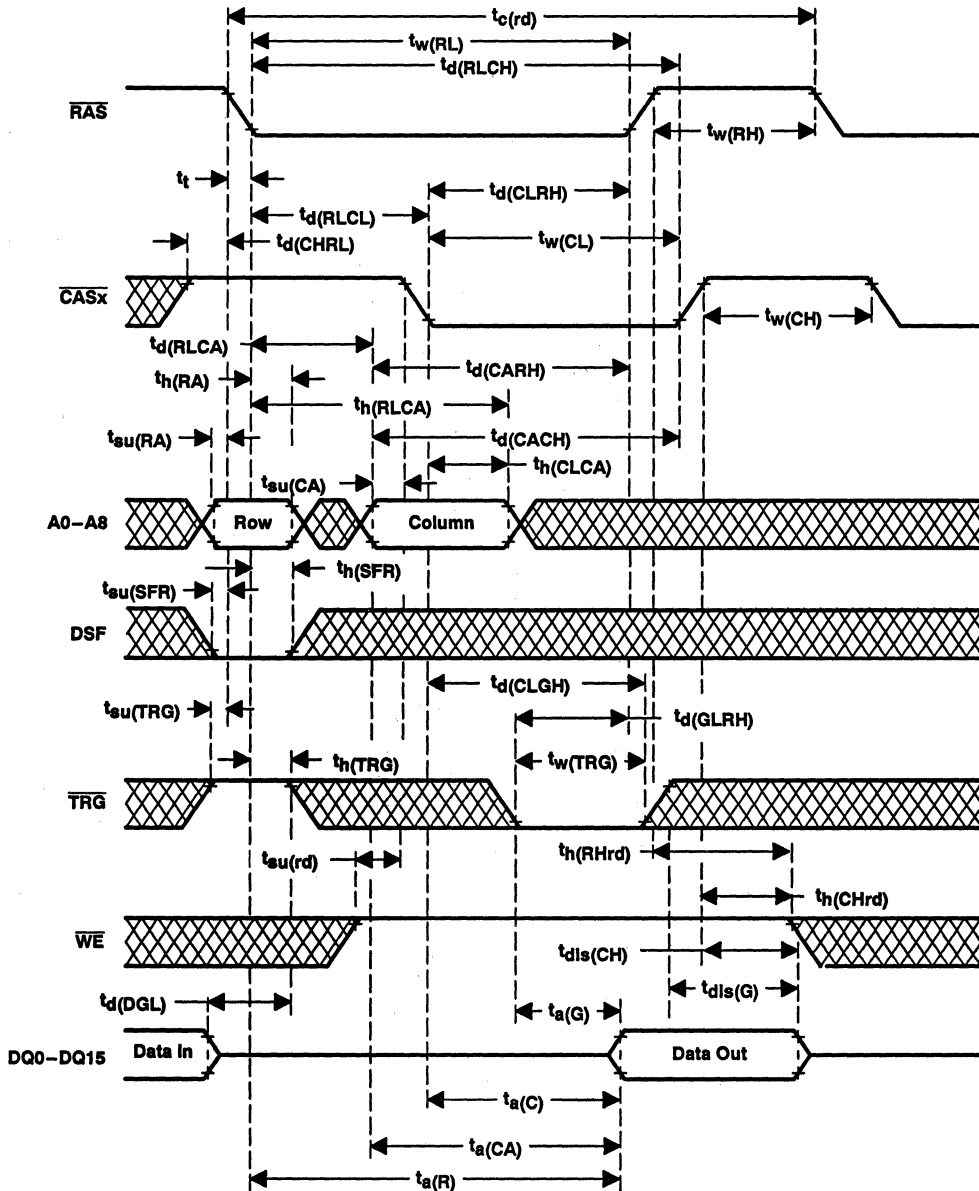 tc(rd)
tw(RL)
td(RLCH)
RAS
tw(RH)
tt
td(CLRH)
td(RLCL)
td(CHRL)
tw(CL)
CASx
tw(CH)
td(RLCA)
td(CARH)
th(RA)
th(RLCA)
tsu(RA)
td(CACH)
th(CLCA)
tsu(CA)
A0–A8
Row
Column
th(SFR)
tsu(SFR)
DSF
td(CLGH)
tsu(TRG)
td(GLRH)
th(TRG)
tw(TRG)
TRG
th(RHrd)
tsu(rd)
th(CHrd)
WE
tdis(CH)
tdis(G)
td(DGL)
ta(G)
DQ0–DQ15
Data In
Data Out
ta(C)
ta(CA)
ta(R)